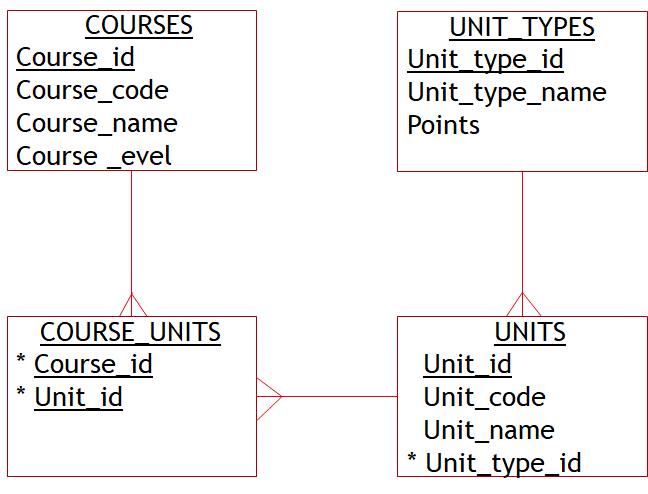 COURSES
Course_id
Course_code
Course_name
Course _evel
UNIT_TYPES
Unit_type_id
Unit_type_name
Points
COURSE_UNITS
* Course_id
* Unit_id
UNITS
Unit_id
Unit_code
Unit_name
* Unit_type_id